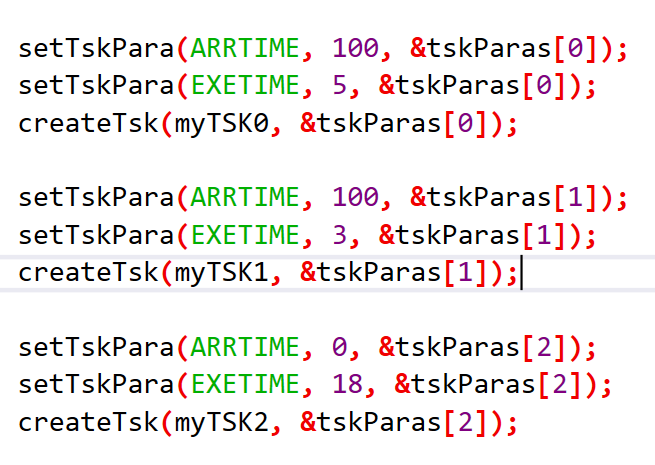 setTskPara(ARRTIME, 100, &tskParas[0]);
setTskPara(EXETIME, 5, &tskParas[0]);
createTsk(myTSK0, &tskParas[0]);
setTskPara(ARRTIME, 100, &tskParas[1]);
setTskPara(EXETIME, 3, &tskParas[1]);
createTsk(myTSK1, &tskParas[1]);
setTskPara(ARRTIME, 0, &tskParas[2]);
setTskPara(EXETIME, 18, &tskParas[2]);
createTsk(myTSK2, &tskParas[2]);